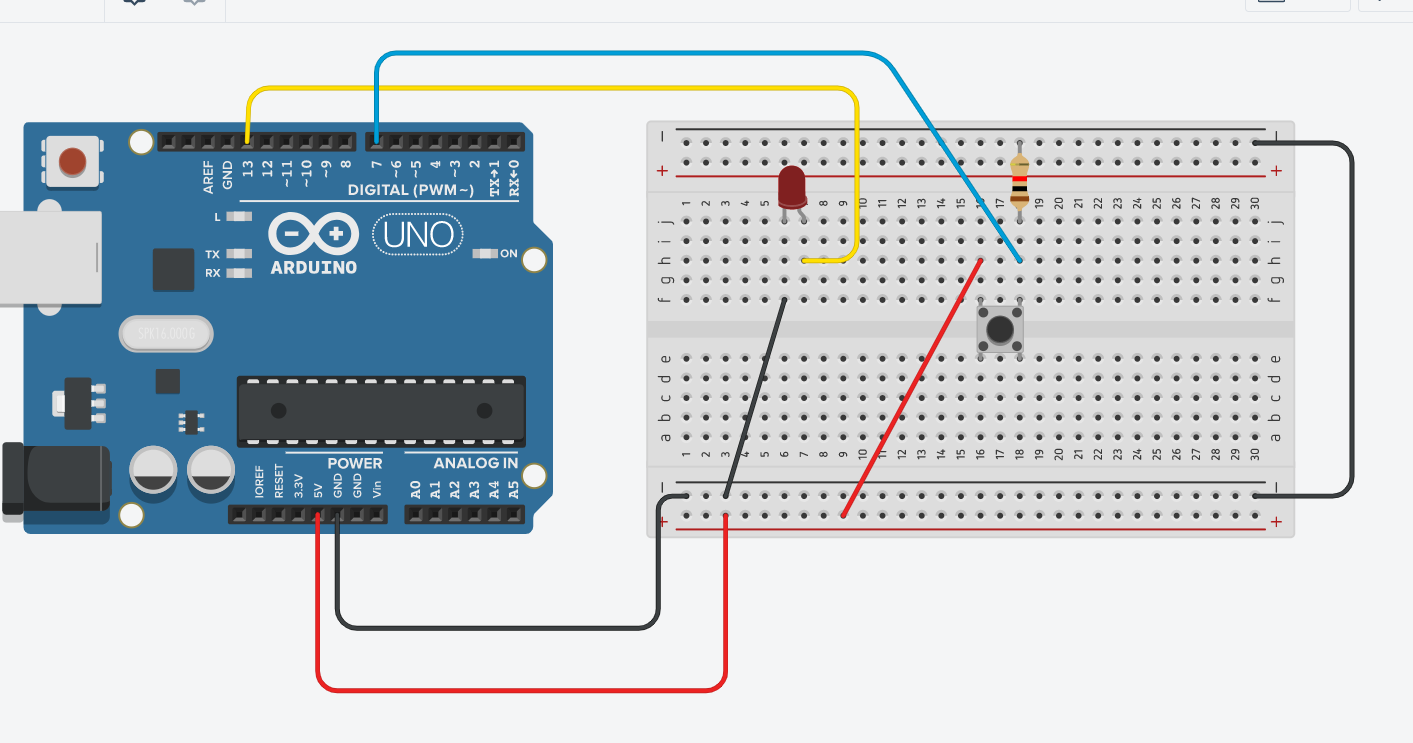 AREF
GND
13
12
~11
~10
~9
8
7
~6
~5
4
~3
2
TX→1
RX←0
DIGITAL (PWM ~)
L
TX
RX
ARDUINO
UNO
ON
SPK16.000G
IOREF
RESET
3.3V
5V
GND
GND
Vin
POWER
ANALOG IN
A0
A1
A2
A3
A4
A5
− −
+ +
1 2 3 4 5 6 7 8 9 10 11 12 13 14 15 16 17 18 19 20 21 22 23 24 25 26 27 28 29 30
j j
i i
h h
g g
f f
e e
d d
c c
b b
a a
1 2 3 4 5 6 7 8 9 10 11 12 13 14 15 16 17 18 19 20 21 22 23 24 25 26 27 28 29 30
− −
+ +